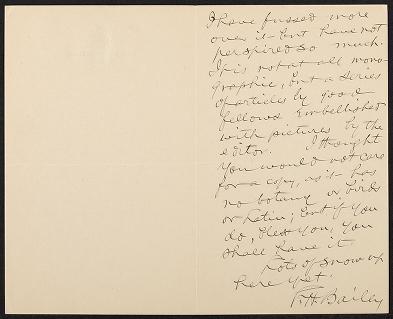 I have fussed more
over it - but have not
perspired so much.
It is not at all mono-
graphic, but a series
of articles by good
fellows embellished
with pictures by the
editor. I thought
you would not care
for a copy, as it has
no botany or birds
or Latin; but if you
do, bless you, you
shall have it.
Lots of snow up
here yet.
Bailey